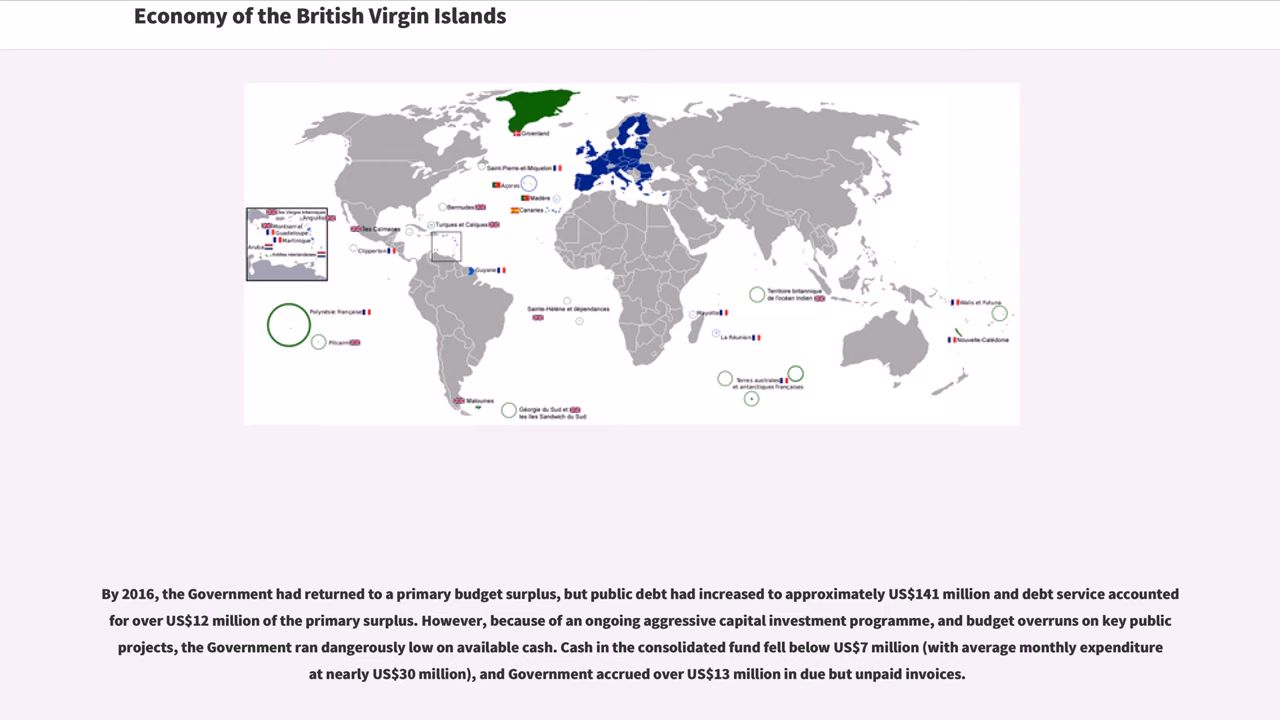 Economy of the British Virgin Islands
Groenland
Saint-Pierre-et-Miquelon
Açores
Madère
Canaries
Bermudes
Turques et Caïques
Îles Caïmanes
Clipperton
Guyane
Îles Vierges britanniques
Anguilla
Montserrat
Guadeloupe
Martinique
Aruba
Antilles néerlandaises
Polynésie française
Pitcairn
Sainte-Hélène et dépendances
Mayotte
La Réunion
Territoire britannique
de l'océan Indien
Wallis et Futuna
Nouvelle-Calédonie
Terres australes
et antarctiques Françaises
Malouines
Géorgie du Sud et
les îles Sandwich du Sud
By 2016, the Government had returned to a primary budget surplus, but public debt had increased to approximately US$141 million and debt service accounted
for over US$12 million of the primary surplus. However, because of an ongoing aggressive capital investment programme, and budget overruns on key public
projects, the Government ran dangerously low on available cash. Cash in the consolidated fund fell below US$7 million (with average monthly expenditure
at nearly US$30 million), and Government accrued over US$13 million in due but unpaid invoices.